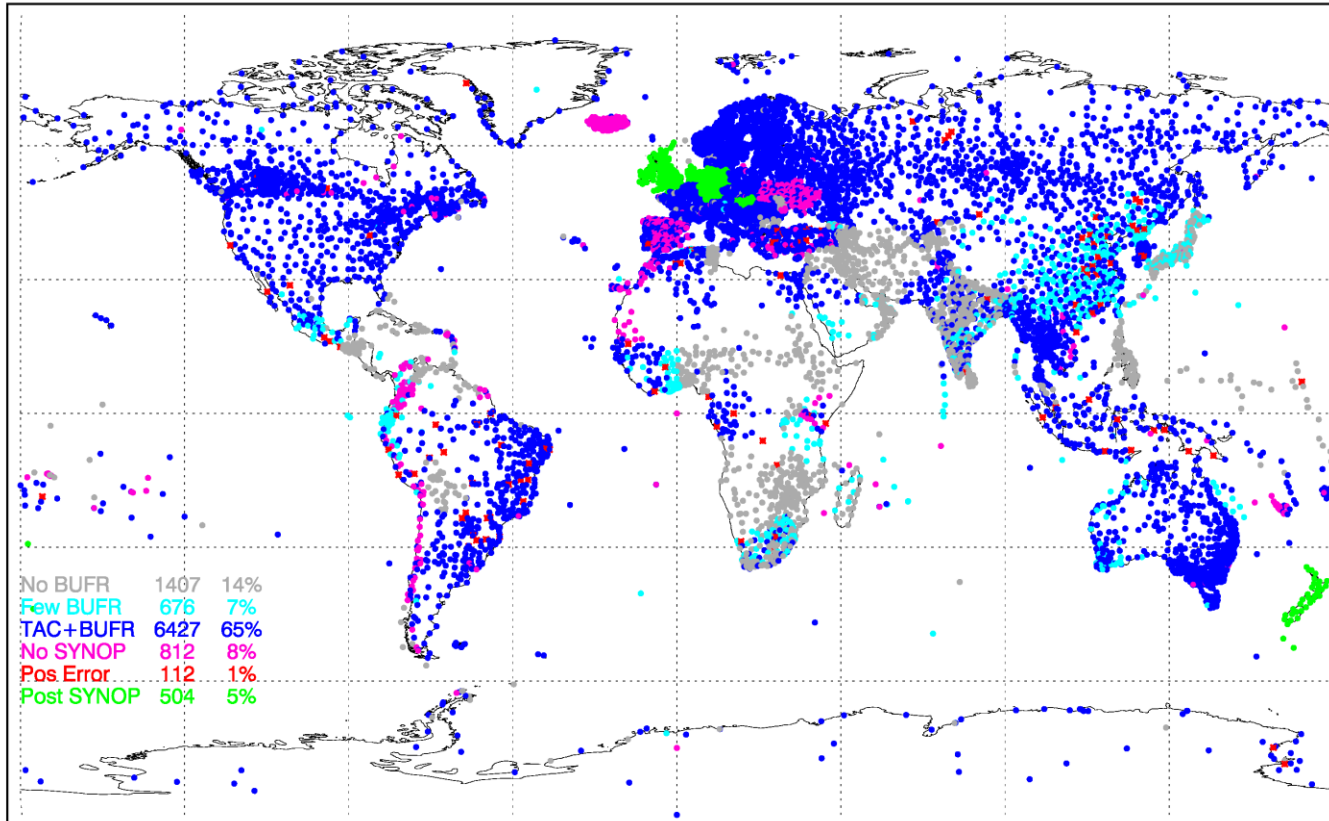 No BUFR 1407 14%
Few BUFR 676 7%
TAC+BUFR 6427 65%
No SYNOP 812 8%
Pos Error 112 1%
Post SYNOP 504 5%